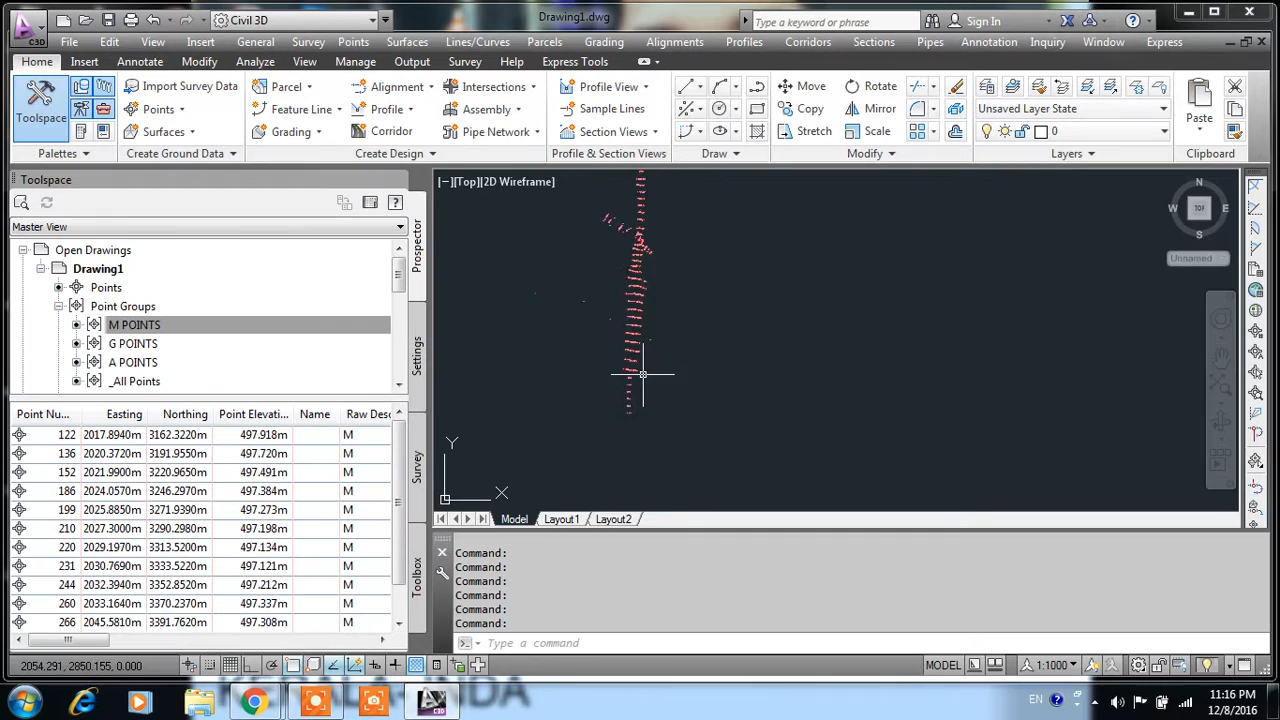 Civil 3D
Drawing1.dwg
Type a keyword or phrase
Sign In
C3D
File Edit View Insert General Survey Points Surfaces Lines/Curves Parcels Grading Alignments Profiles Corridors Sections Pipes Annotation Inquiry Window Express
Home Insert Annotate Modify Analyze View Manage Output Survey Help Express Tools
Toolspace
Import Survey Data
Points
Surfaces
Parcel
Feature Line
Grading
Alignment
Profile
Corridor
Intersections
Assembly
Pipe Network
Profile View
Sample Lines
Section Views
Move
Copy
Stretch
Rotate
Mirror
Scale
Unsaved Layer State
0
Paste
Palettes Create Ground Data Create Design Profile & Section Views Draw Modify Layers Clipboard
Toolspace
Master View
Open Drawings
Drawing1
Points
Point Groups
M POINTS
G POINTS
A POINTS
_All Points
Prospector
Settings
Survey
Toolbox
Point Nu... Easting Northing Point Elevati... Name Raw Desc
122 2017.8940m 3162.3220m 497.918m M
136 2020.3720m 3191.9550m 497.720m M
152 2021.9900m 3220.9650m 497.491m M
186 2024.0570m 3246.2970m 497.384m M
199 2025.8850m 3271.9390m 497.273m M
210 2027.3000m 3290.2980m 497.198m M
220 2029.1970m 3313.5200m 497.134m M
231 2030.7690m 3333.5220m 497.121m M
244 2032.3940m 3352.8520m 497.212m M
260 2033.1640m 3370.2370m 497.337m M
266 2045.5810m 3391.7620m 497.308m M
[−][Top][2D Wireframe]
N
W TOP E
S
Unnamed
Y
X
Model Layout1 Layout2
Command:
Command:
Command:
Command:
Command:
Command:
Type a command
2054.291, 2850.155, 0.000
MODEL
1:1000
EN
11:16 PM
12/8/2016